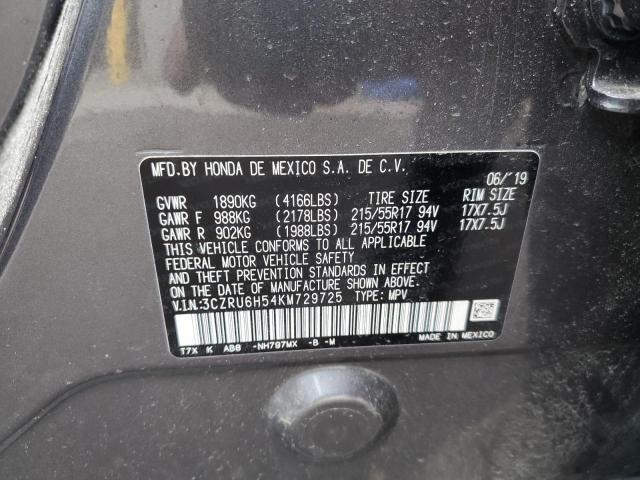 MFD.BY HONDA DE MEXICO S.A. DE C.V.
06/'19
GVWR 1890KG (4166LBS) TIRE SIZE RIM SIZE
GAWR F 988KG (2178LBS) 215/55R17 94V 17X7.5J
GAWR R 902KG (1988LBS) 215/55R17 94V 17X7.5J
THIS VEHICLE CONFORMS TO ALL APPLICABLE
FEDERAL MOTOR VEHICLE SAFETY
AND THEFT PREVENTION STANDARDS IN EFFECT ON
THE DATE OF MANUFACTURE SHOWN ABOVE.
V.I.N.:3CZRU6H54KM729725 TYPE: MPV
T7X K ABB -NH797MX -B -M MADE IN MEXICO